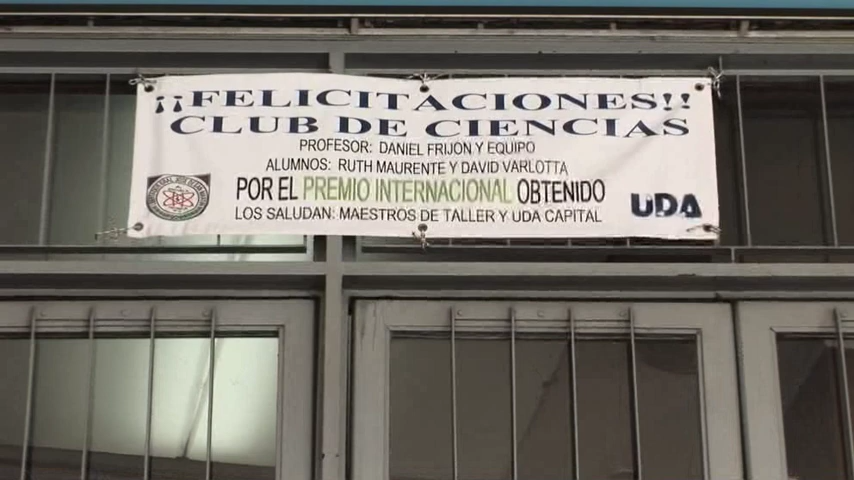 ¡¡FELICITACIONES!!
CLUB DE CIENCIAS
PROFESOR: DANIEL FRIJÓN Y EQUIPO
ALUMNOS: RUTH MAURENTE Y DAVID VARLOTTA
POR EL PREMIO INTERNACIONAL OBTENIDO
LOS SALUDAN: MAESTROS DE TALLER Y UDA CAPITAL
UDA